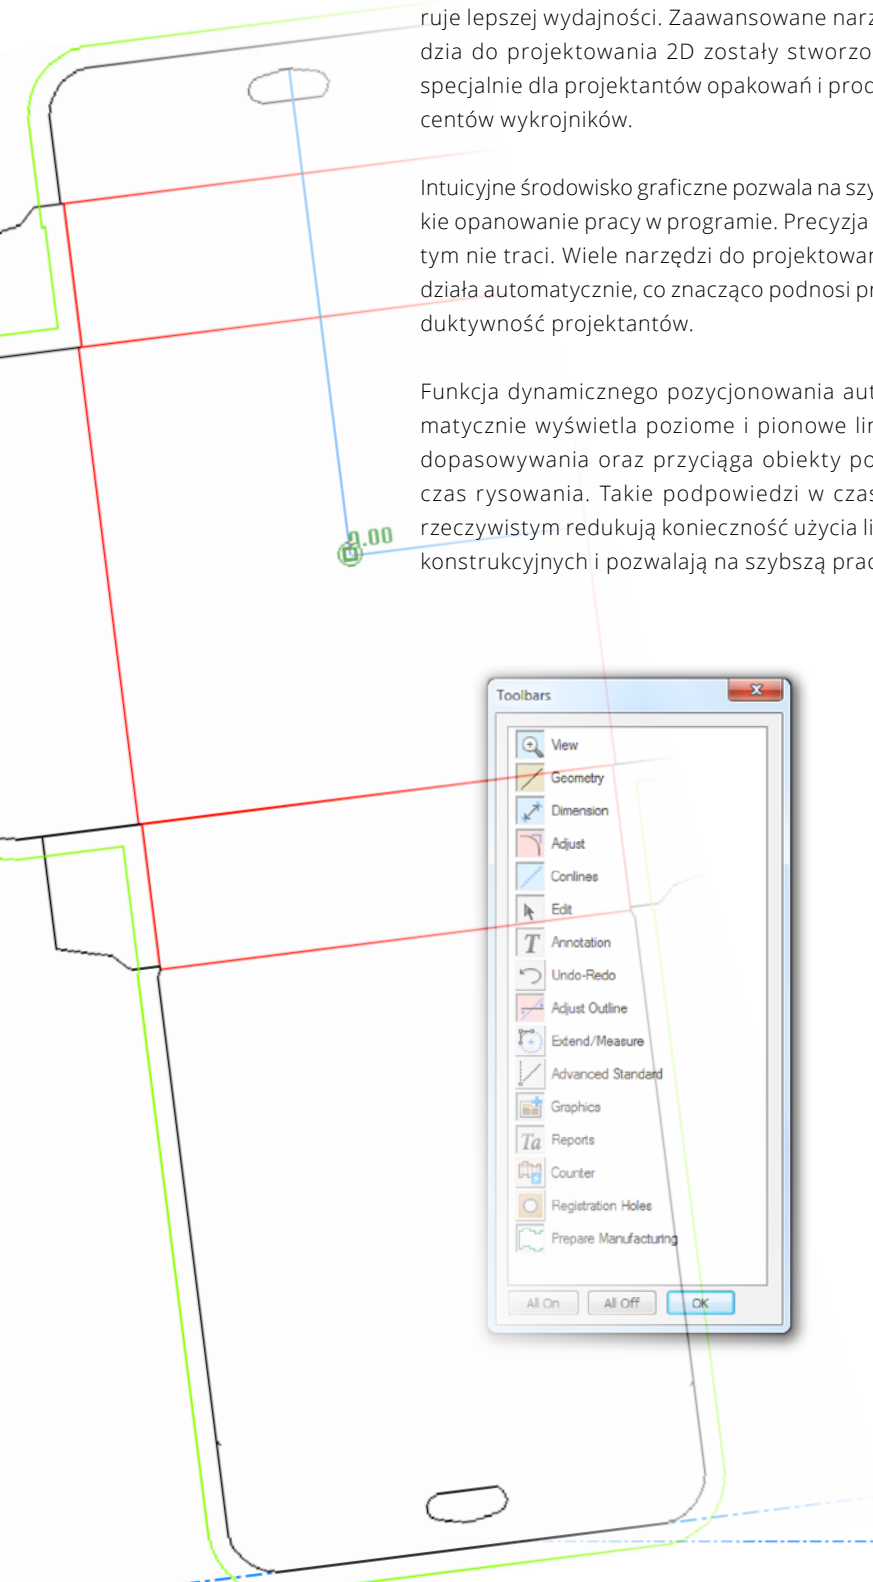 ruje lepszej wydajności. Zaawansowane narz
dzia do projektowania 2D zostały stworzo
specjalnie dla projektantów opakowań i prod
centów wykrojników.
Intuicyjne środowisko graficzne pozwala na szy
kie opanowanie pracy w programie. Precyzja
tym nie traci. Wiele narzędzi do projektowar
działa automatycznie, co znacząco podnosi pr
duktywność projektantów.
Funkcja dynamicznego pozycjonowania aut
matycznie wyświetla poziome i pionowe lin
dopasowywania oraz przyciąga obiekty po
czas rysowania. Takie podpowiedzi w czas
rzeczywistym redukują konieczność użycia li
konstrukcyjnych i pozwalają na szybszą prac
0.00
Toolbars
View
Geometry
Dimension
Adjust
Conlines
Edit
Annotation
Undo-Redo
Adjust Outline
Extend/Measure
Advanced Standard
Graphics
Reports
Counter
Registration Holes
Prepare Manufacturing
All On All Off OK